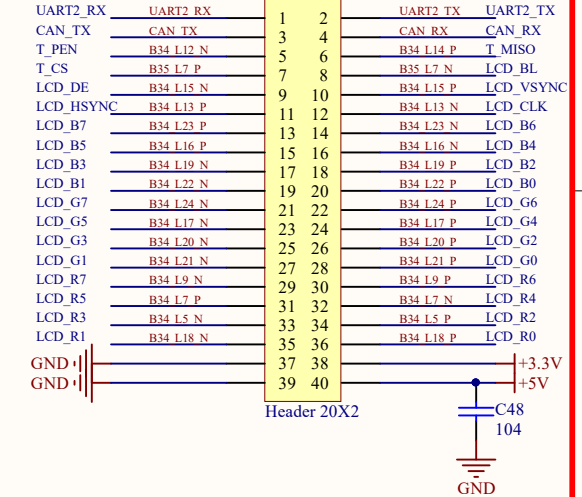 UART2_RX UART2_RX 1 2 UART2_TX UART2_TX
CAN_TX CAN_TX 3 4 CAN_RX CAN_RX
T_PEN B34_L12_N 5 6 B34_L14_P T_MISO
T_CS B35_L7_P 7 8 B35_L7_N LCD_BL
LCD_DE B34_L15_N 9 10 B34_L15_P LCD_VSYNC
LCD_HSYNC B34_L13_P 11 12 B34_L13_N LCD_CLK
LCD_B7 B34_L23_P 13 14 B34_L23_N LCD_B6
LCD_B5 B34_L16_P 15 16 B34_L16_N LCD_B4
LCD_B3 B34_L19_N 17 18 B34_L19_P LCD_B2
LCD_B1 B34_L22_N 19 20 B34_L22_P LCD_B0
LCD_G7 B34_L24_N 21 22 B34_L24_P LCD_G6
LCD_G5 B34_L17_N 23 24 B34_L17_P LCD_G4
LCD_G3 B34_L20_N 25 26 B34_L20_P LCD_G2
LCD_G1 B34_L21_N 27 28 B34_L21_P LCD_G0
LCD_R7 B34_L9_N 29 30 B34_L9_P LCD_R6
LCD_R5 B34_L7_P 31 32 B34_L7_N LCD_R4
LCD_R3 B34_L5_N 33 34 B34_L5_P LCD_R2
LCD_R1 B34_L18_N 35 36 B34_L18_P LCD_R0
GND 37 38 +3.3V
GND 39 40 +5V
Header 20X2
C48
104
GND